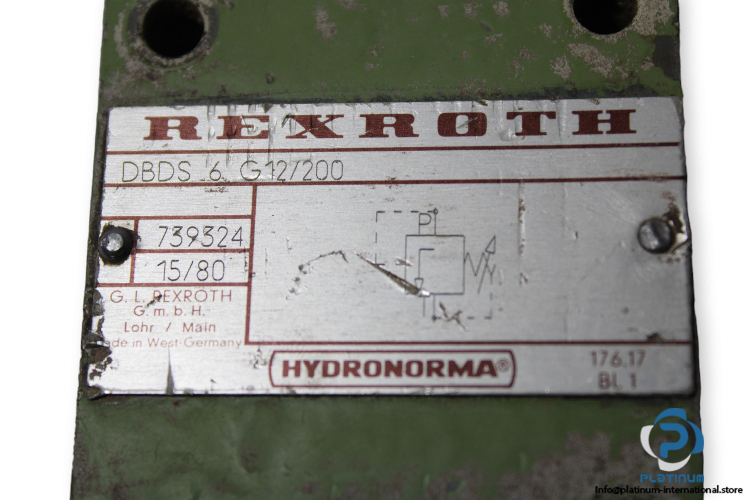 REXROTH
DBDS 6 G12/200
P
739324
15/80
G. L. REXROTH
G. m. b. H.
Lohr / Main
ade in West-Germany
HYDRONORMA®
176.17
BL 1
PLATINUM
info@platinum-international.store